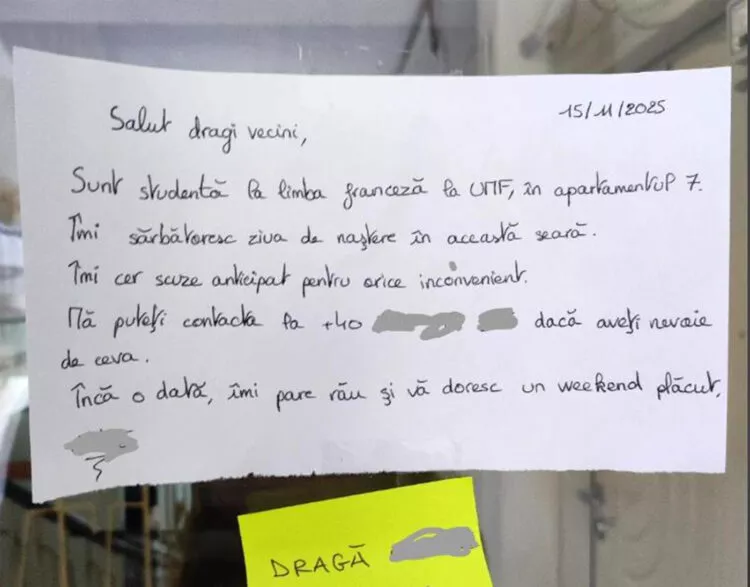 15/11/2025
Salut dragi vecini,
Sunt studentă la limba franceză la UMF, în apartamentul 7.
Îmi sărbătoresc ziua de naștere în această seară.
Îmi cer scuze anticipat pentru orice inconvenient.
Mă puteți contacta la +40 dacă aveți nevoie
de ceva.
Încă o dată, îmi pare rău și vă doresc un weekend plăcut,
DRAGĂ